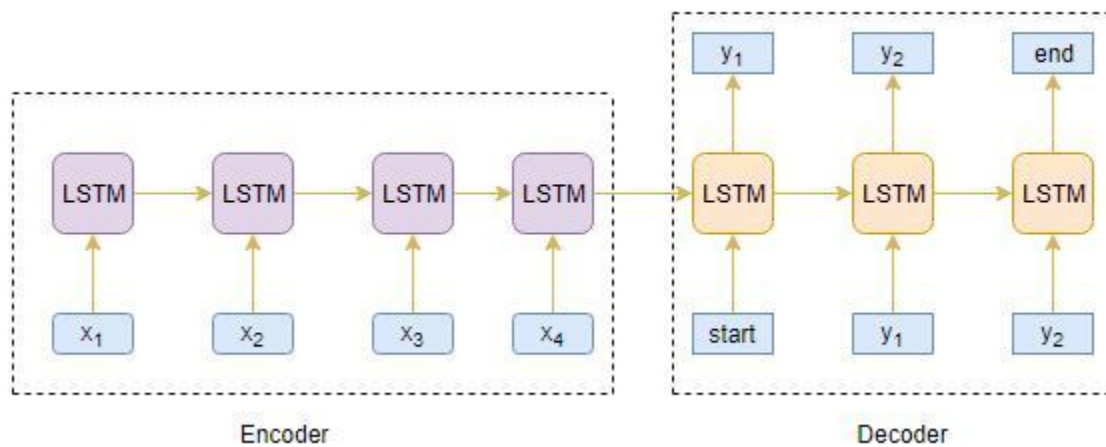 y₁ y₂ end
LSTM LSTM LSTM LSTM LSTM LSTM LSTM
x₁ x₂ x₃ x₄ start y₁ y₂
Encoder Decoder